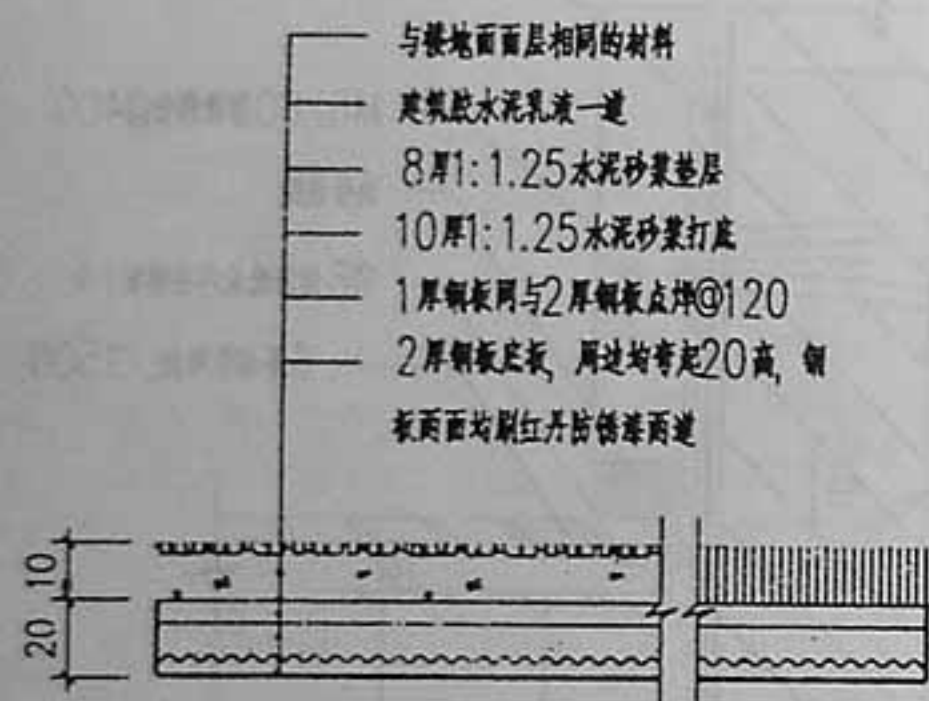 与楼地面面层相同的材料
建筑胶水泥乳液一道
8厚1:1.25水泥砂浆垫层
10厚1:1.25水泥砂浆打底
1厚钢板网与2厚钢板点焊@120
2厚钢板底板,周边均弯起20高,钢
板两面均刷红丹防锈漆两道
10
20